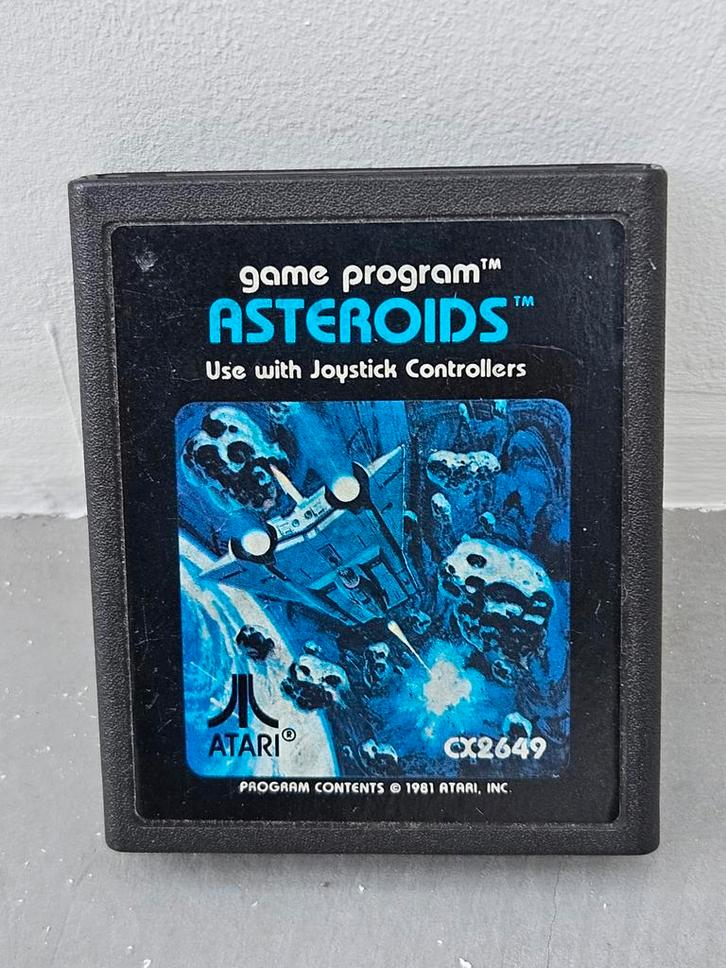 game program™
ASTEROIDS™
Use with Joystick Controllers
ATARI®
CX2649
PROGRAM CONTENTS © 1981 ATARI, INC.